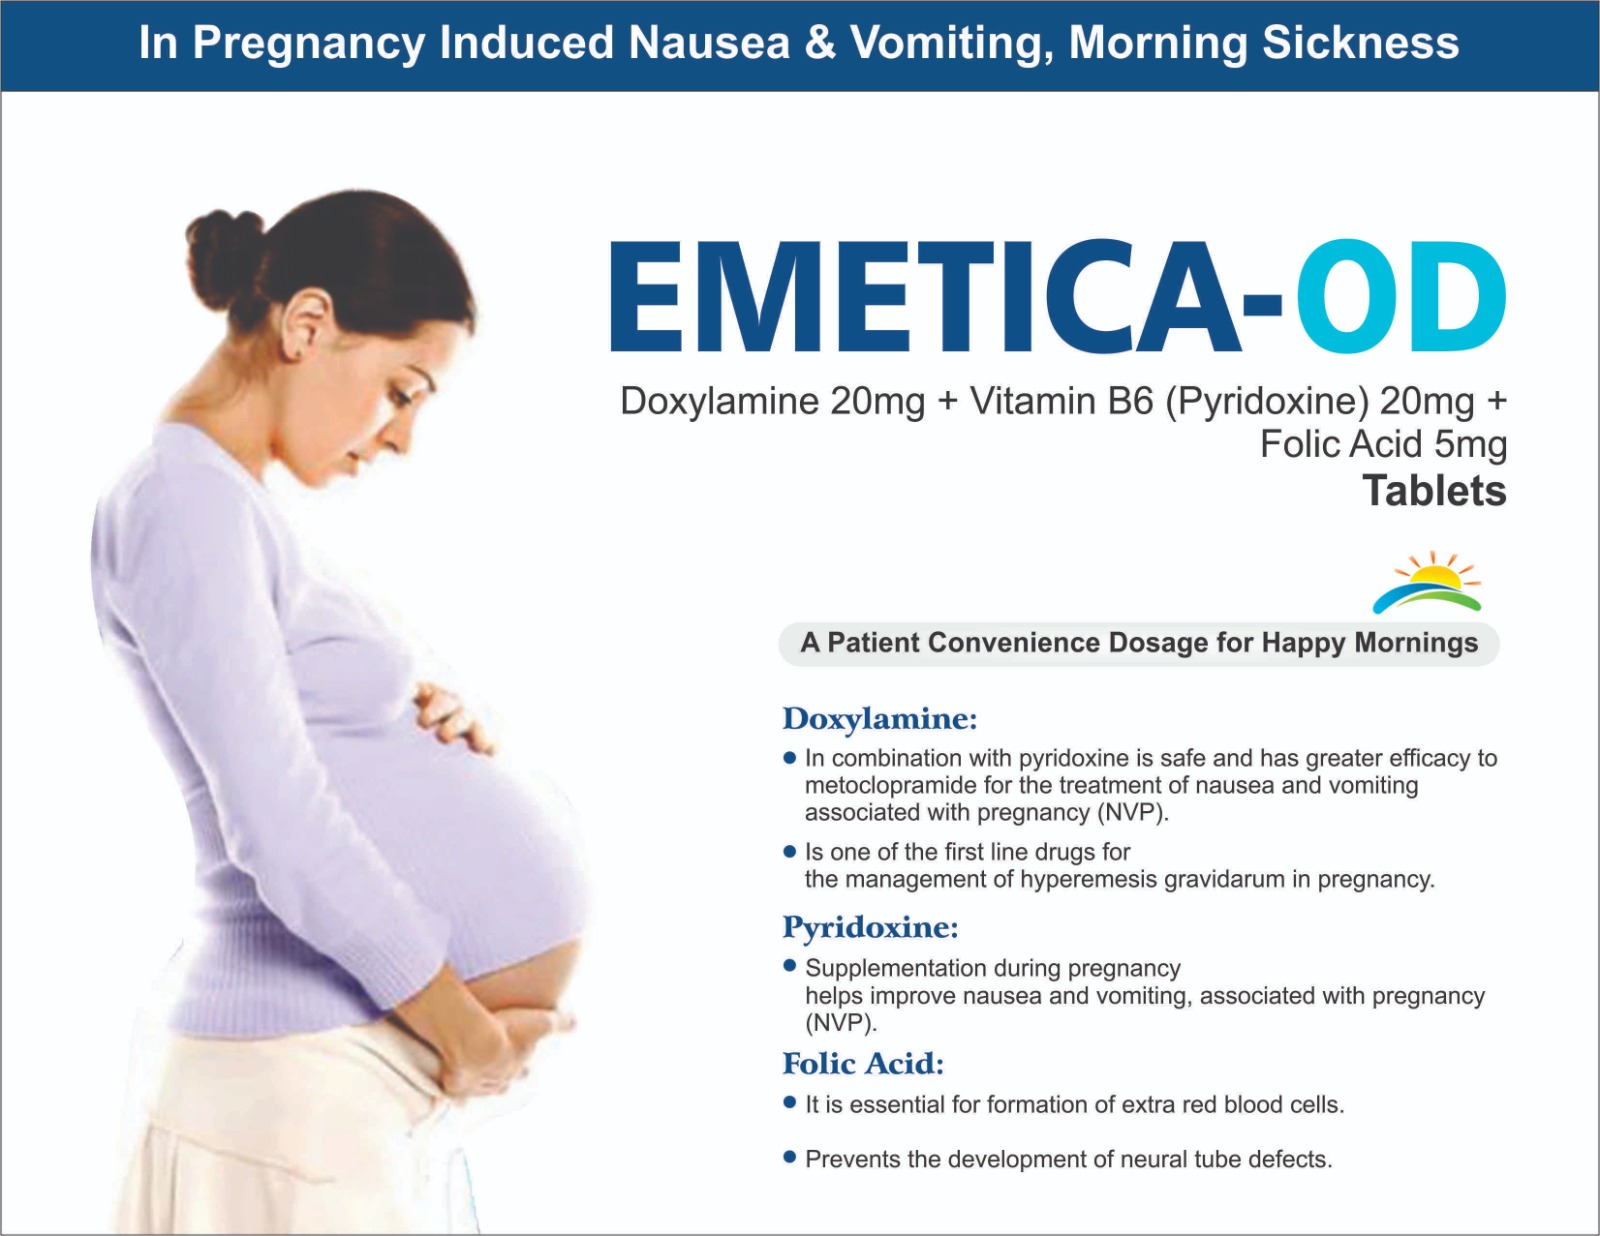 In Pregnancy Induced Nausea & Vomiting, Morning Sickness
EMETICA-OD
Doxylamine 20mg + Vitamin B6 (Pyridoxine) 20mg +
Folic Acid 5mg
Tablets
A Patient Convenience Dosage for Happy Mornings
Doxylamine:
● In combination with pyridoxine is safe and has greater efficacy to
metoclopramide for the treatment of nausea and vomiting
associated with pregnancy (NVP).
● Is one of the first line drugs for
the management of hyperemesis gravidarum in pregnancy.
Pyridoxine:
● Supplementation during pregnancy
helps improve nausea and vomiting, associated with pregnancy
(NVP).
Folic Acid:
● It is essential for formation of extra red blood cells.
● Prevents the development of neural tube defects.